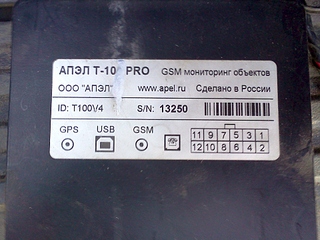 АПЭЛ Т-10 PRO GSM мониторинг объектов
ООО "АПЭЛ" www.apel.ru Сделано в России
ID: T100\/4 S/N: 13250
GPS USB GSM
11 9 7 5 3 1
12 10 8 6 4 2